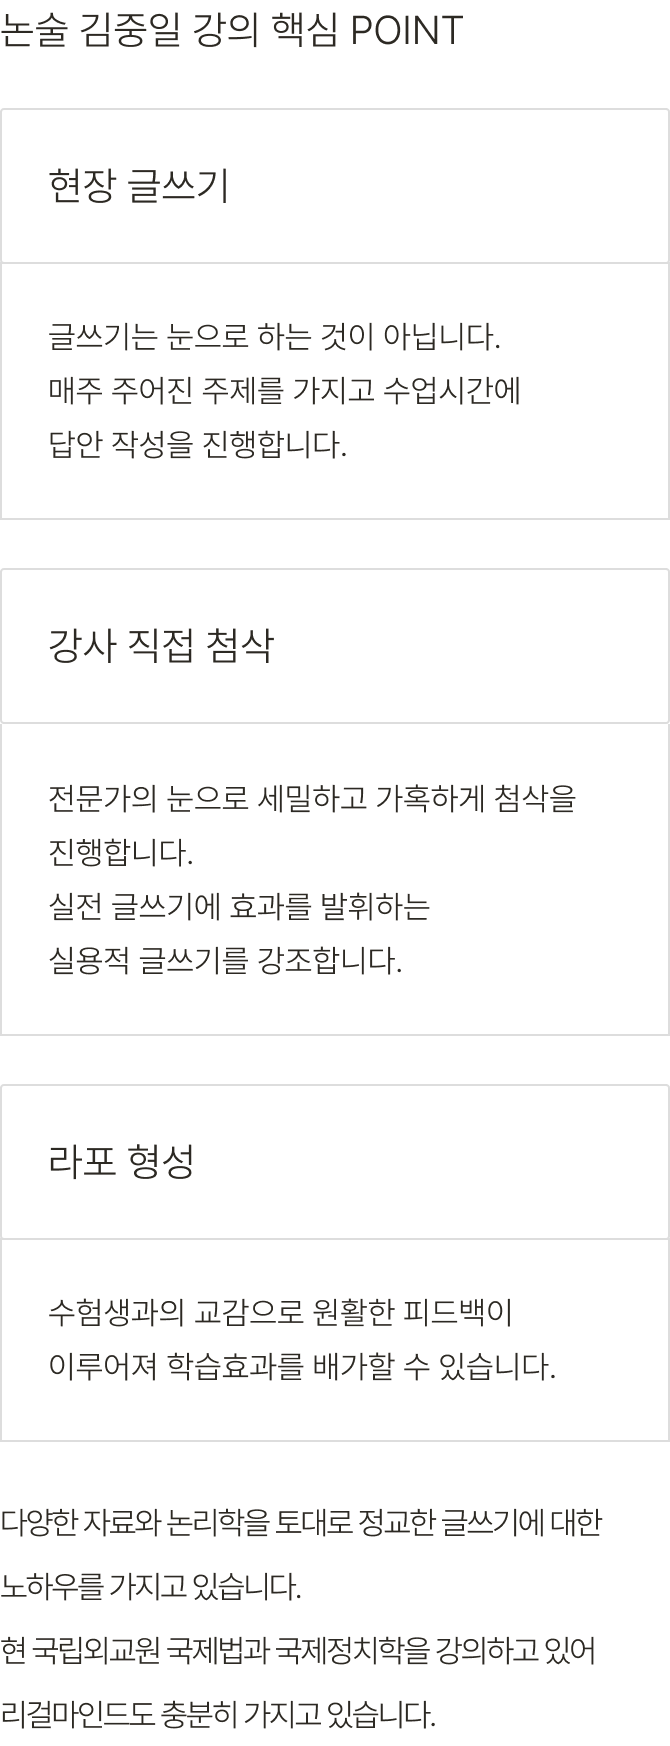 논술 김중일 강의 핵심 POINT
현장 글쓰기
글쓰기는 눈으로 하는 것이 아닙니다.
매주 주어진 주제를 가지고 수업시간에
답안 작성을 진행합니다.
강사 직접 첨삭
전문가의 눈으로 세밀하고 가혹하게 첨삭을
진행합니다.
실전 글쓰기에 효과를 발휘하는
실용적 글쓰기를 강조합니다.
라포 형성
수험생과의 교감으로 원활한 피드백이
이루어져 학습효과를 배가할 수 있습니다.
다양한 자료와 논리학을 토대로 정교한 글쓰기에 대한
노하우를 가지고 있습니다.
현 국립외교원 국제법과 국제정치학을 강의하고 있어
리걸마인드도 충분히 가지고 있습니다.